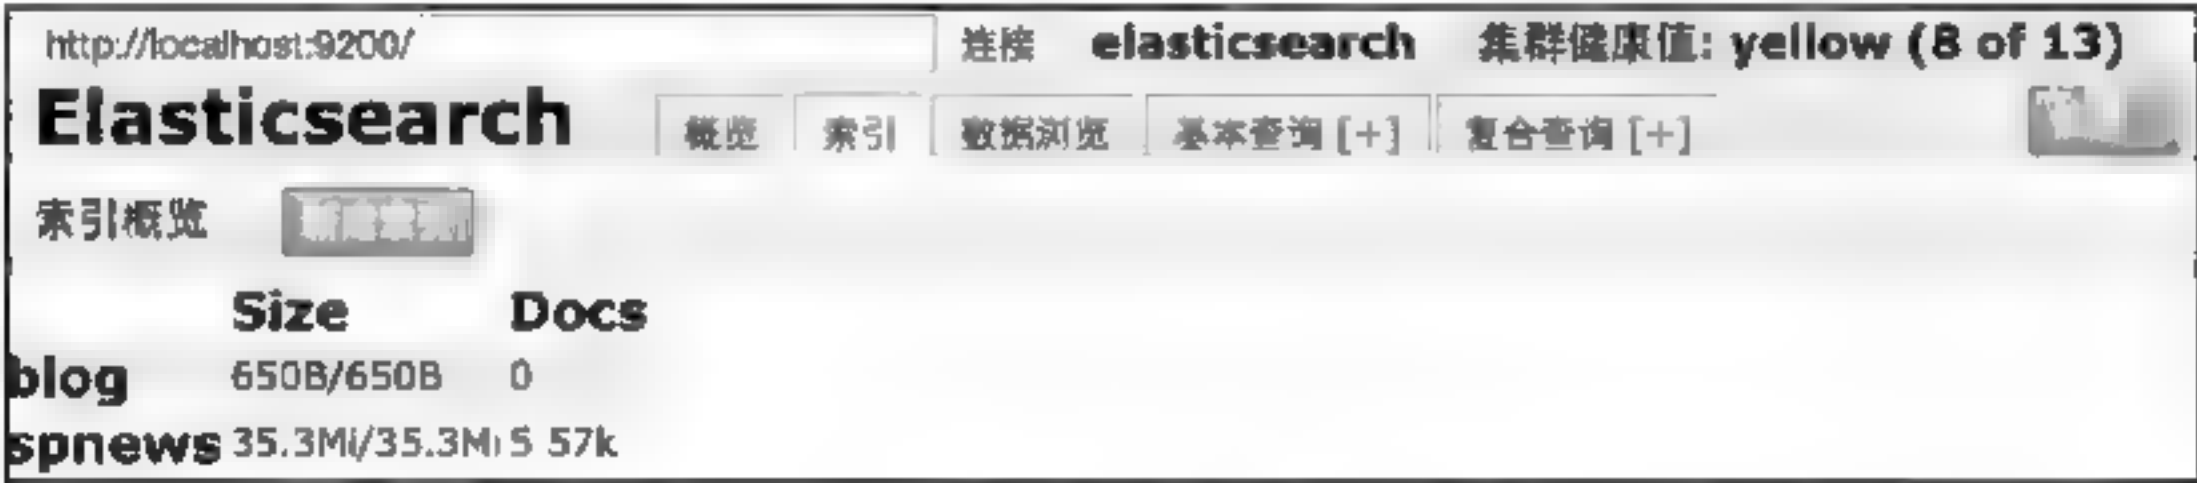 http://localhost:9200/ 连接 elasticsearch 集群健康值: yellow (8 of 13)
Elasticsearch 概览 索引 数据浏览 基本查询 [+] 复合查询 [+]
索引概览
Size Docs
blog 650B/650B 0
spnews 35.3Mi/35.3Mi 5 57k